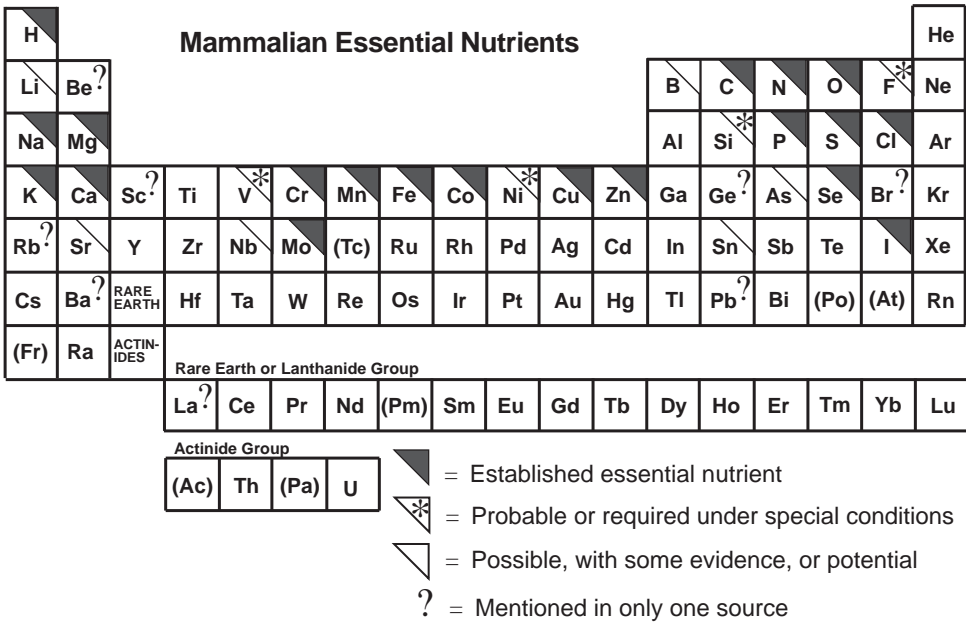 Mammalian Essential Nutrients
H He
Li Be? B C N O F* Ne
Na Mg Al Si* P S Cl Ar
K Ca Sc? Ti V* Cr Mn Fe Co Ni* Cu Zn Ga Ge? As Se Br? Kr
Rb? Sr Y Zr Nb Mo (Tc) Ru Rh Pd Ag Cd In Sn Sb Te I Xe
Cs Ba? RARE EARTH Hf Ta W Re Os Ir Pt Au Hg Tl Pb? Bi (Po) (At) Rn
(Fr) Ra ACTIN-
IDES
Rare Earth or Lanthanide Group
La? Ce Pr Nd (Pm) Sm Eu Gd Tb Dy Ho Er Tm Yb Lu
Actinide Group
(Ac) Th (Pa) U
= Established essential nutrient
* = Probable or required under special conditions
= Possible, with some evidence, or potential
? = Mentioned in only one source